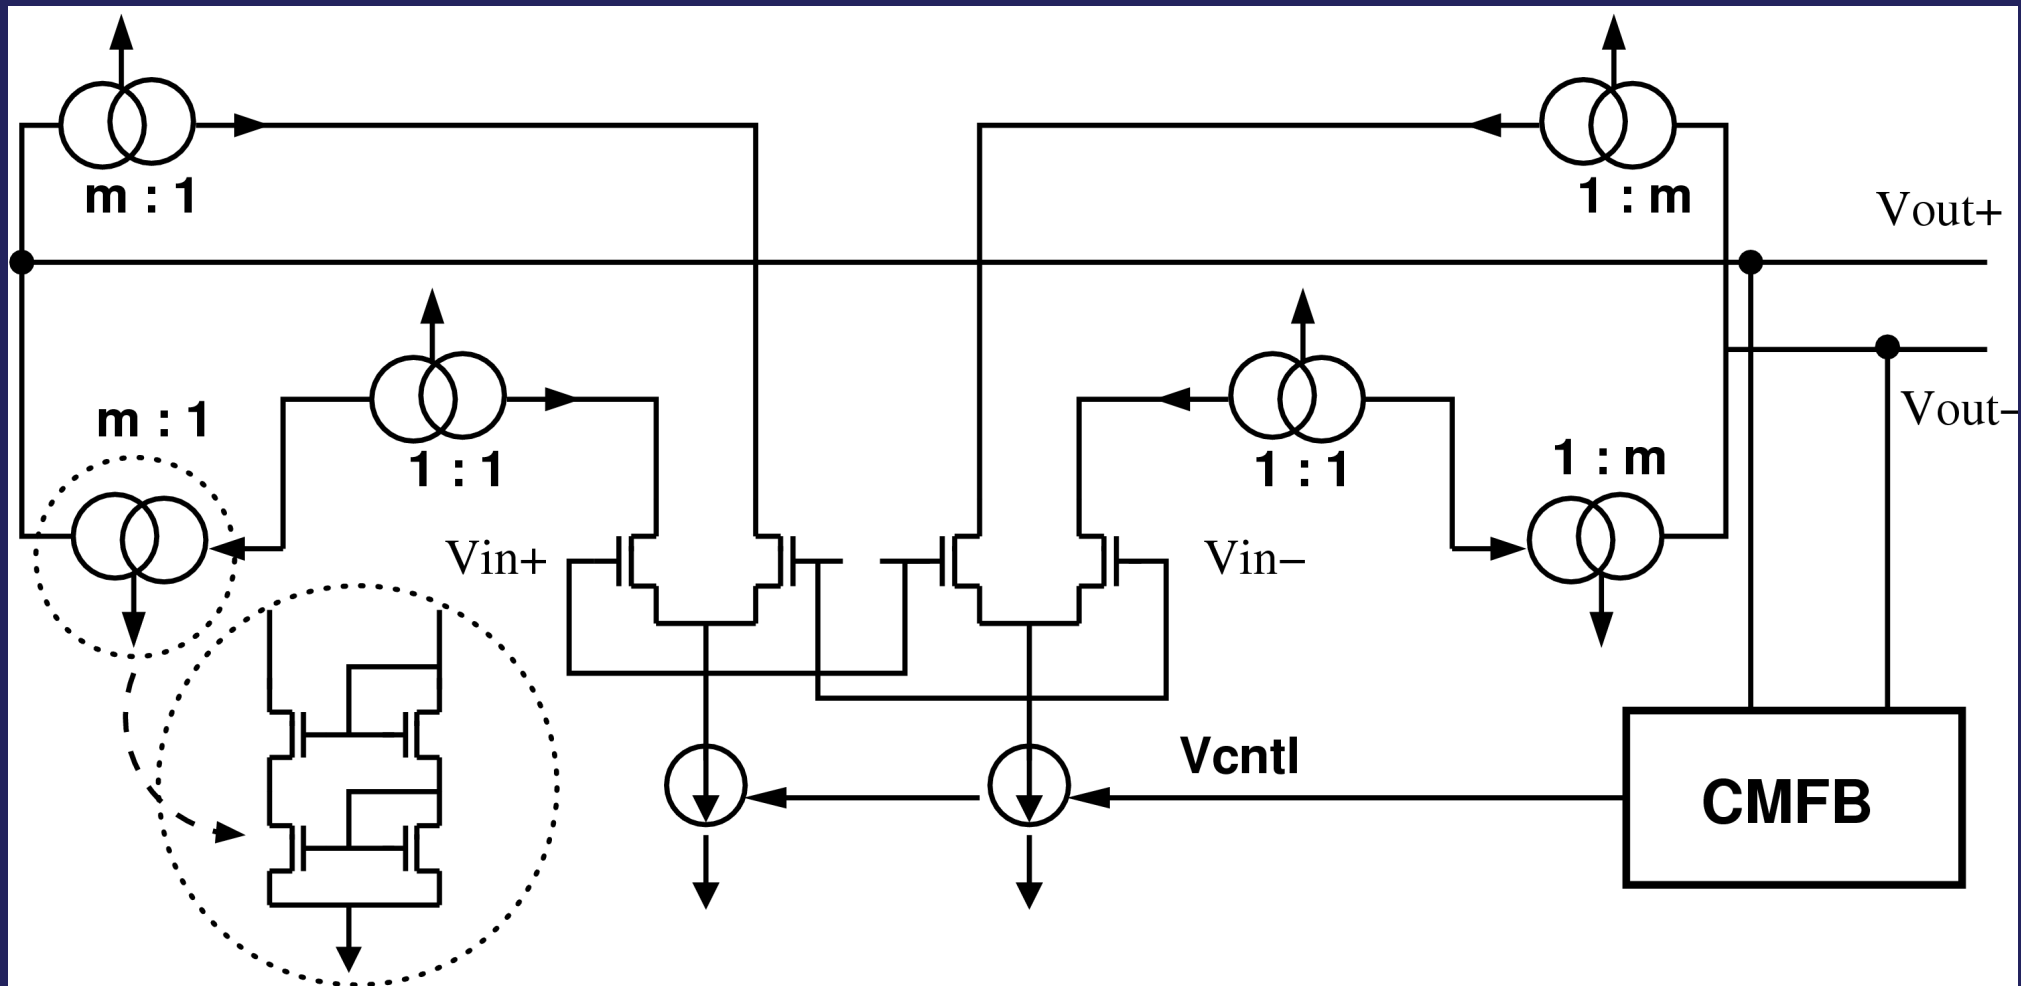 m : 1
1 : m
Vout+
m : 1
1 : 1
1 : 1
1 : m
Vout−
Vin+
Vin−
Vcntl
CMFB